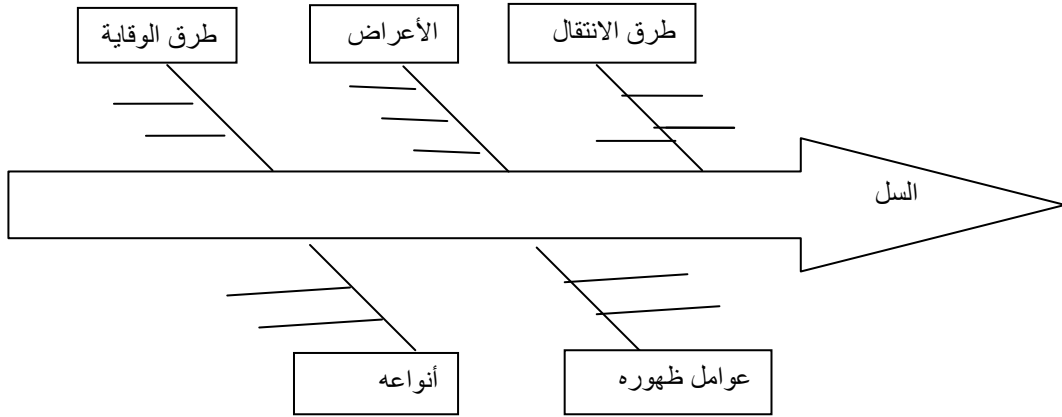 طرق الانتقال
الأعراض
طرق الوقاية
السل
عوامل ظهوره
أنواعه